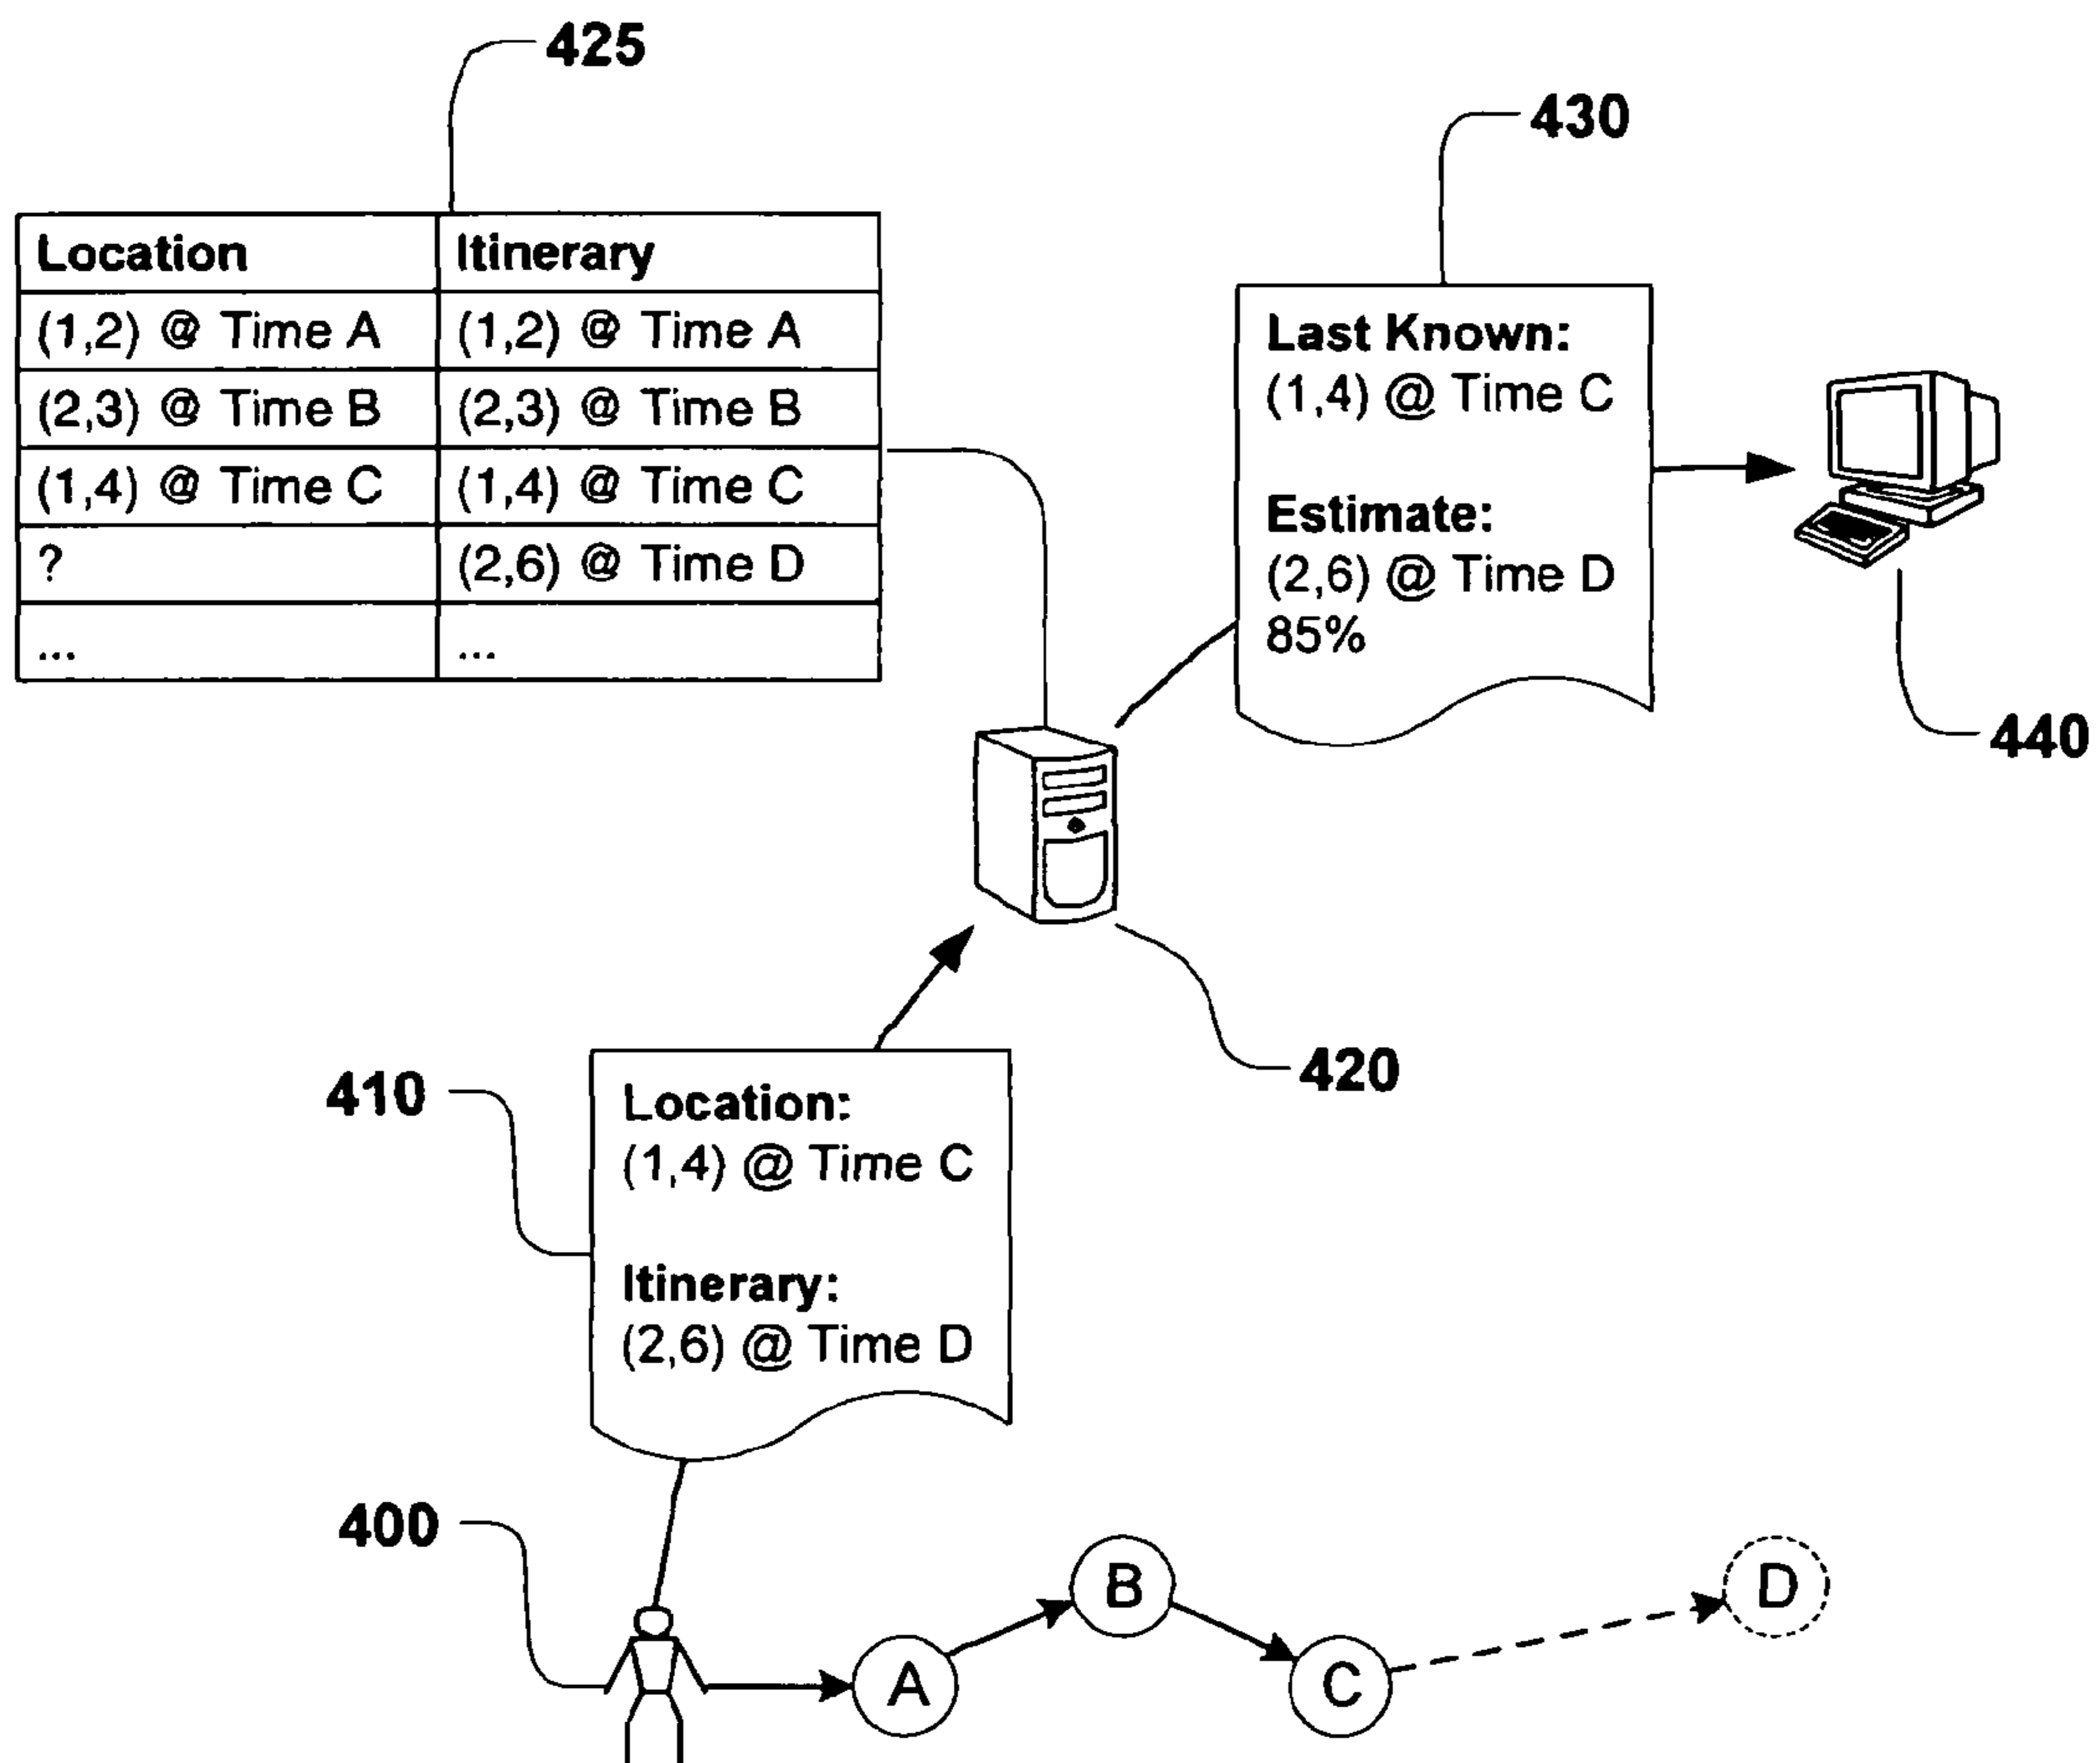 425
430
Location Itinerary
(1,2) @ Time A (1,2) @ Time A
(2,3) @ Time B (2,3) @ Time B
(1,4) @ Time C (1,4) @ Time C
? (2,6) @ Time D
... ...
Last Known:
(1,4) @ Time C
Estimate:
(2,6) @ Time D
85%
440
420
410
Location:
(1,4) @ Time C
Itinerary:
(2,6) @ Time D
400
A
B
C
D